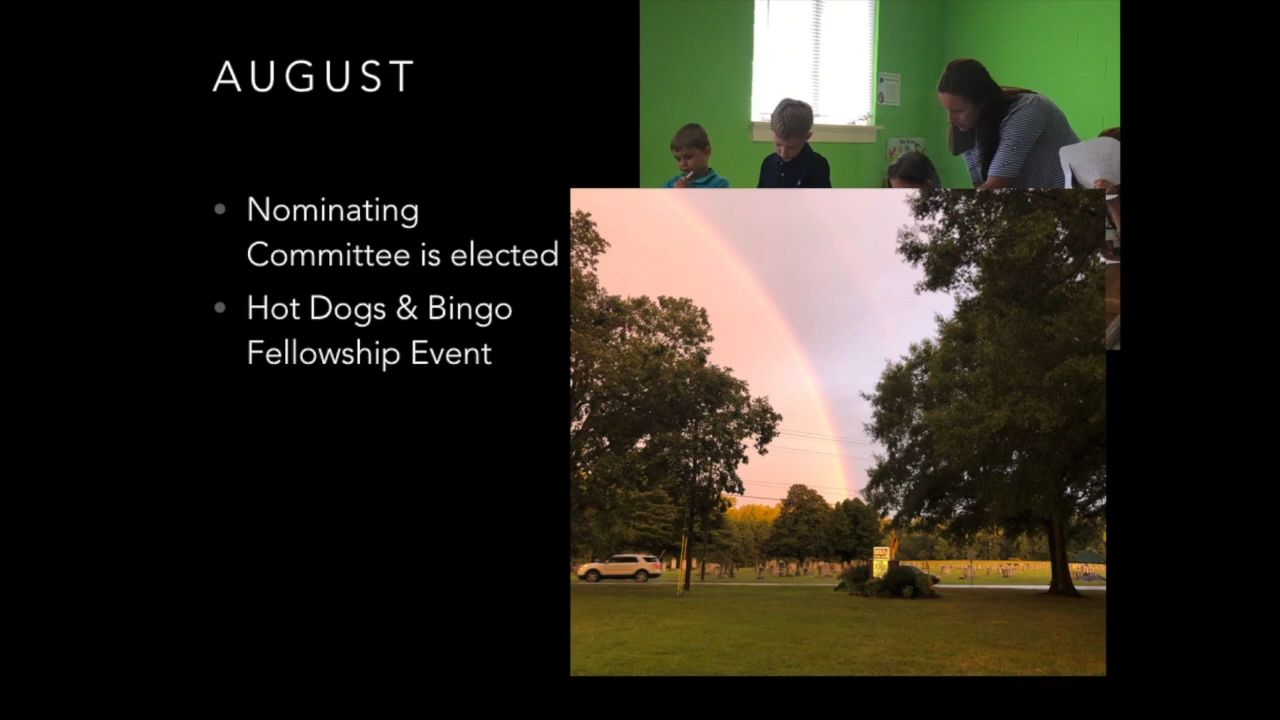 AUGUST
• Nominating
Committee is elected
• Hot Dogs & Bingo
Fellowship Event